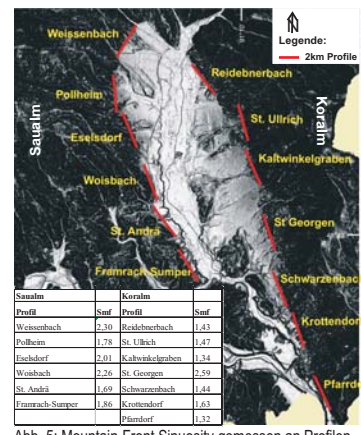 Legende:
2km Profile
Weissenbach
Reidebnerbach
Pollheim
St. Ullrich
Saualm
Koralm
Eselsdorf
Kaltwinkelgraben
Woisbach
St. Andrä
St Georgen
Framrach-Sumper
Schwarzenbach
Krottendor
Pfarrdo
Saualm Koralm
Profil Smf Profil Smf
Weissenbach 2,30 Reidebnerbach 1,43
Pollheim 1,78 St. Ullrich 1,47
Eselsdorf 2,01 Kaltwinkelgraben 1,34
Woisbach 2,26 St. Georgen 2,59
St. Andrä 1,69 Schwarzenbach 1,44
Framrach-Sumper 1,86 Krottendorf 1,63
Pfarrdorf 1,32
Abb. 5: Mountain-Front Sinuosity gemessen an Profilen